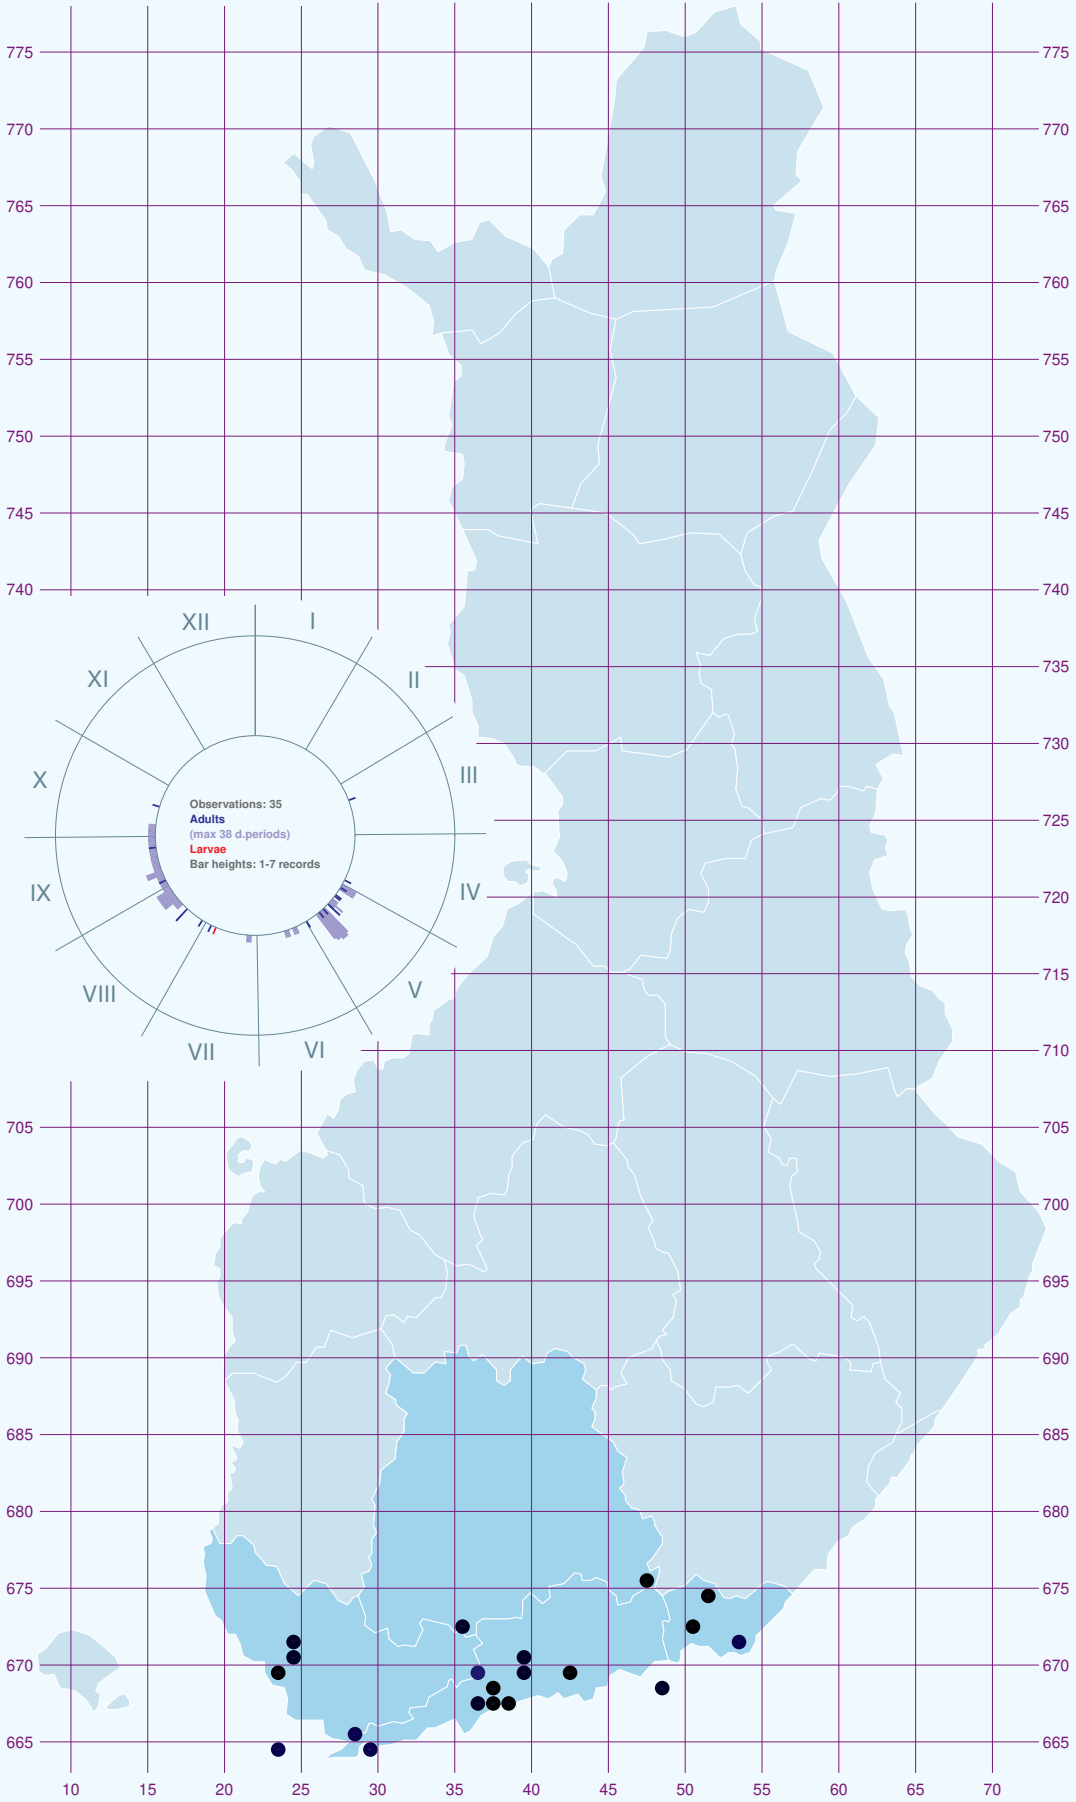 775 775
770 770
765 765
760 760
755 755
750 750
745 745
740 740
XII I
735 735
XI II
730 730
X III
Observations: 35
Adults
725
(max 38 d.periods)
Larvae
Bar heights: 1-7 records
IX IV
720
VIII V
715
VII VI
710
705 705
700 700
695 695
690 690
685 685
680 680
675 675
670 670
665 665
10 15 20 25 30 35 40 45 50 55 60 65 70